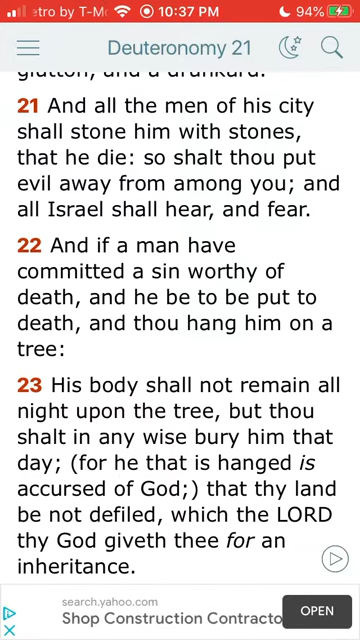 etro by T-Mo 10:37 PM 94%
Deuteronomy 21
glutton, and a drunkard.
21 And all the men of his city
shall stone him with stones,
that he die: so shalt thou put
evil away from among you; and
all Israel shall hear, and fear.
22 And if a man have
committed a sin worthy of
death, and he be to be put to
death, and thou hang him on a
tree:
23 His body shall not remain all
night upon the tree, but thou
shalt in any wise bury him that
day; (for he that is hanged is
accursed of God;) that thy land
be not defiled, which the LORD
thy God giveth thee for an
inheritance.
search.yahoo.com
Shop Construction Contracto
OPEN